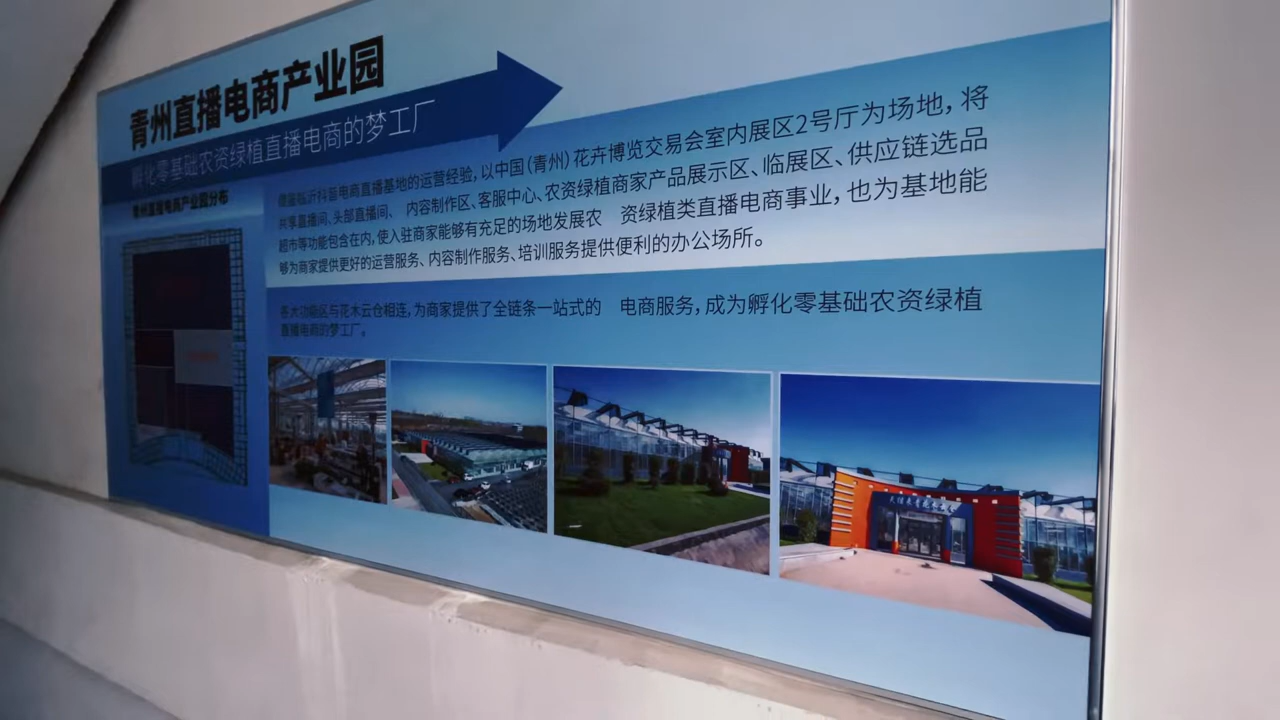 青州直播电商产业园
孵化零基础农资绿植直播电商的梦工厂
青州直播电商产业园分布
借鉴临沂抖音电商直播基地的运营经验，以中国（青州）花卉博览交易会室内展区2号厅为场地，将
共享直播间、头部直播间、 内容制作区、客服中心、农资绿植商家产品展示区、临展区、供应链选品
超市等功能包含在内，使入驻商家能够有充足的场地发展农 资绿植类直播电商事业，也为基地能
够为商家提供更好的运营服务、内容制作服务、培训服务提供便利的办公场所。
各大功能区与花木云仓相连，为商家提供了全链条一站式的 电商服务，成为孵化零基础农资绿植
直播电商的梦工厂。